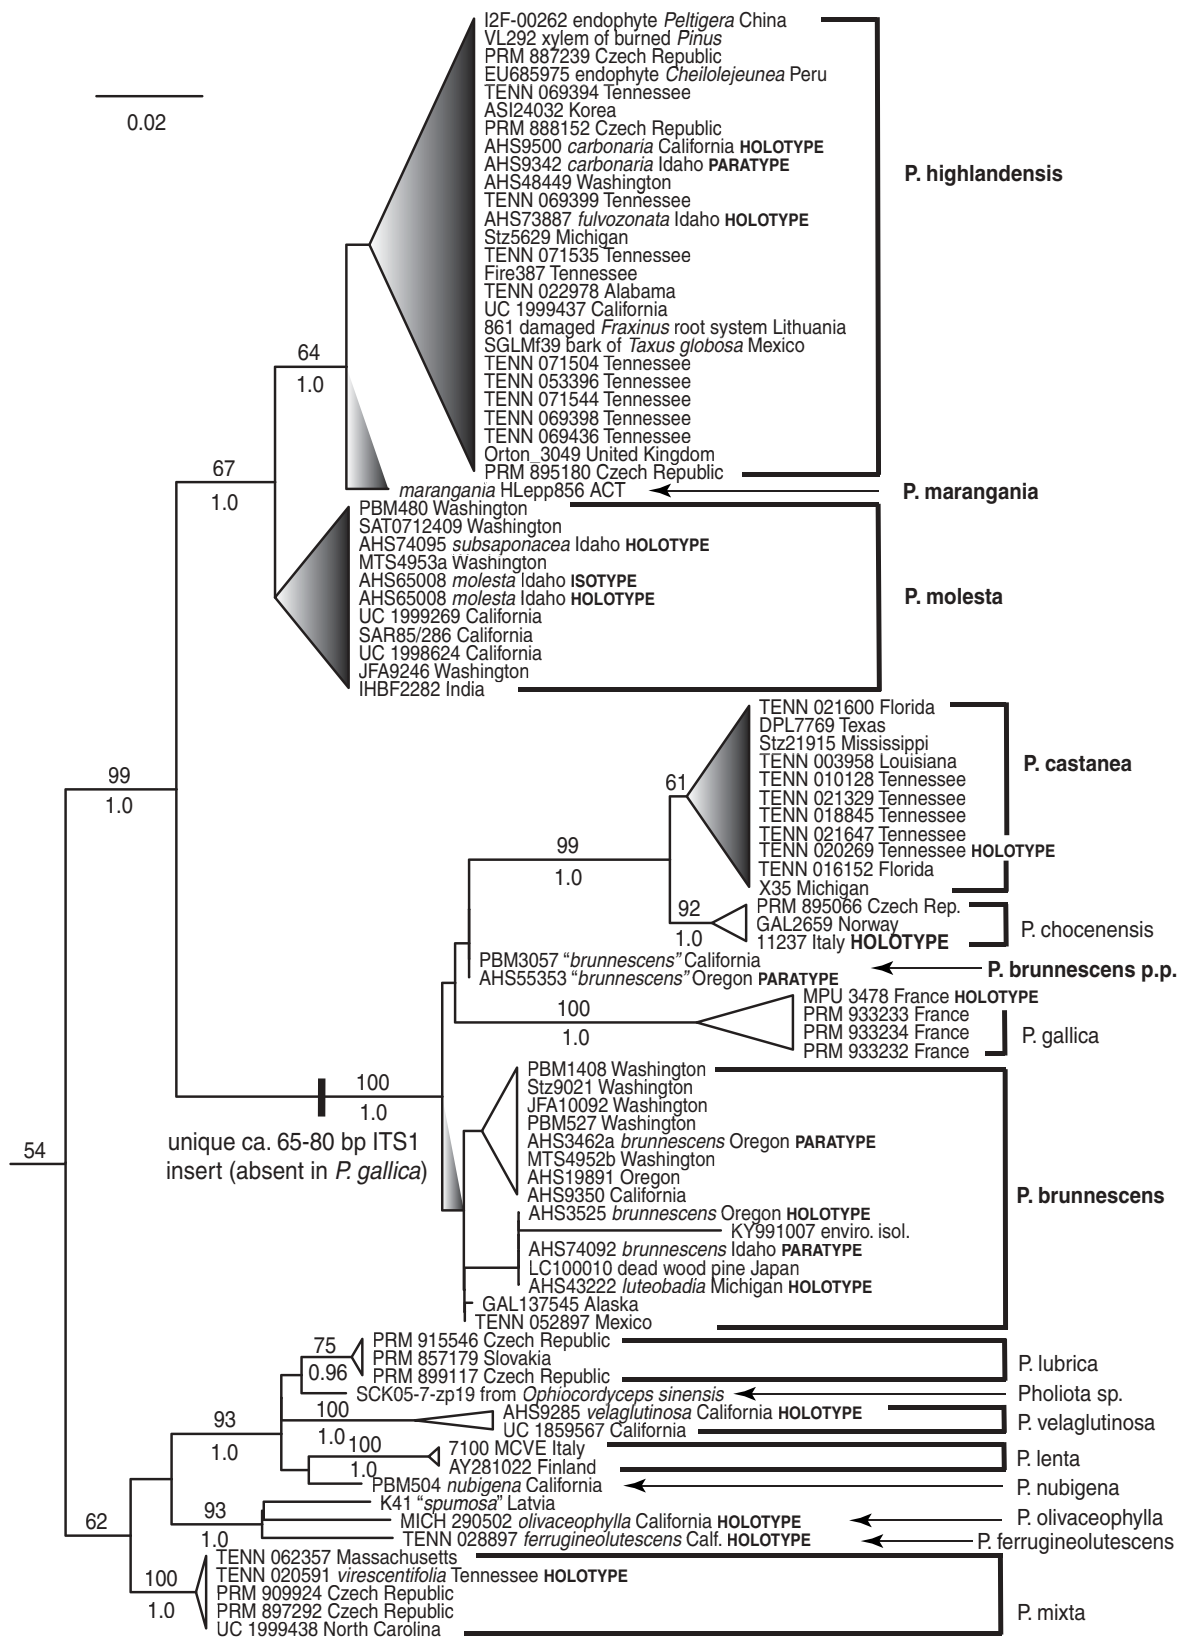 I2F-00262 endophyte Peltigera China
VL292 xylem of burned Pinus
PRM 887239 Czech Republic
EU685975 endophyte Cheilolejeunea Peru
TENN 069394 Tennessee
0.02
ASI24032 Korea
PRM 888152 Czech Republic
AHS9500 carbonaria California HOLOTYPE
AHS9342 carbonaria Idaho PARATYPE
P. highlandensis
AHS48449 Washington
TENN 069399 Tennessee
AHS73887 fulvozonata Idaho HOLOTYPE
Stz5629 Michigan
TENN 071535 Tennessee
Fire387 Tennessee
TENN 022978 Alabama
UC 1999437 California
861 damaged Fraxinus root system Lithuania
SGLMf39 bark of Taxus globosa Mexico
64
1.0
TENN 071504 Tennessee
TENN 053396 Tennessee
TENN 071544 Tennessee
TENN 069398 Tennessee
TENN 069436 Tennessee
Orton_3049 United Kingdom
PRM 895180 Czech Republic
67
1.0
marangania HLepp856 ACT
P. marangania
PBM480 Washington
SAT0712409 Washington
AHS74095 subsaponacea Idaho HOLOTYPE
MTS4953a Washington
AHS65008 molesta Idaho ISOTYPE
AHS65008 molesta Idaho HOLOTYPE
P. molesta
UC 1999269 California
SAR85/286 California
UC 1998624 California
JFA9246 Washington
IHBF2282 India
TENN 021600 Florida
DPL7769 Texas
Stz21915 Mississippi
TENN 003958 Louisiana
P. castanea
99
1.0
61
TENN 010128 Tennessee
TENN 021329 Tennessee
TENN 018845 Tennessee
TENN 021647 Tennessee
TENN 020269 Tennessee HOLOTYPE
99
1.0
TENN 016152 Florida
X35 Michigan
92
1.0
PRM 895066 Czech Rep.
GAL2659 Norway
11237 Italy HOLOTYPE
P. chocenensis
PBM3057 “brunnescens” California
AHS55353 “brunnescens” Oregon PARATYPE
P. brunnescens p.p.
100
1.0
MPU 3478 France HOLOTYPE
PRM 933233 France
PRM 933234 France
PRM 933232 France
P. gallica
100
1.0
unique ca. 65-80 bp ITS1
insert (absent in P. gallica)
54
PBM1408 Washington
Stz9021 Washington
JFA10092 Washington
PBM527 Washington
AHS3462a brunnescens Oregon PARATYPE
MTS4952b Washington
AHS19891 Oregon
AHS9350 California
P. brunnescens
AHS3525 brunnescens Oregon HOLOTYPE
KY991007 enviro. isol.
AHS74092 brunnescens Idaho PARATYPE
LC100010 dead wood pine Japan
AHS43222 luteobadia Michigan HOLOTYPE
GAL137545 Alaska
TENN 052897 Mexico
75
0.96
PRM 915546 Czech Republic
PRM 857179 Slovakia
PRM 899117 Czech Republic
P. lubrica
SCK05-7-zp19 from Ophiocordyceps sinensis
Pholiota sp.
93
1.0
100
1.0
AHS9285 velaglutinosa California HOLOTYPE
UC 1859567 California
P. velaglutinosa
100
1.0
7100 MCVE Italy
AY281022 Finland
P. lenta
PBM504 nubigena California
P. nubigena
62
93
1.0
K41 “spumosa” Latvia
MICH 290502 olivaceophylla California HOLOTYPE
P. olivaceophylla
TENN 028897 ferrugineolutescens Calf. HOLOTYPE
P. ferrugineolutescens
100
1.0
TENN 062357 Massachusetts
TENN 020591 virescentifolia Tennessee HOLOTYPE
PRM 909924 Czech Republic
PRM 897292 Czech Republic
UC 1999438 North Carolina
P. mixta